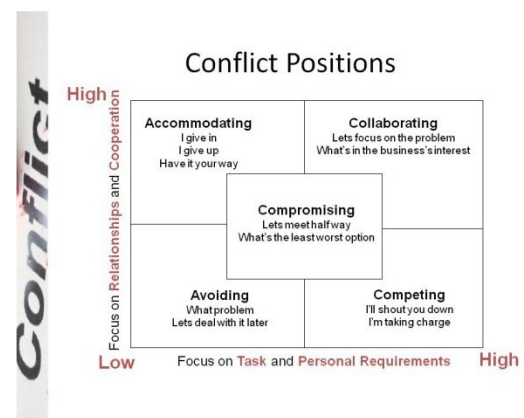 Conflict Positions
Conflict
High
Focus on Relationships and Cooperation
Accommodating
I give in
I give up
Have it your way
Collaborating
Lets focus on the problem
What's in the business's interest
Compromising
Lets meet half way
What's the least worst option
Avoiding
What problem
Lets deal with it later
Competing
I'll shout you down
I'm taking charge
Low
Focus on Task and Personal Requirements
High